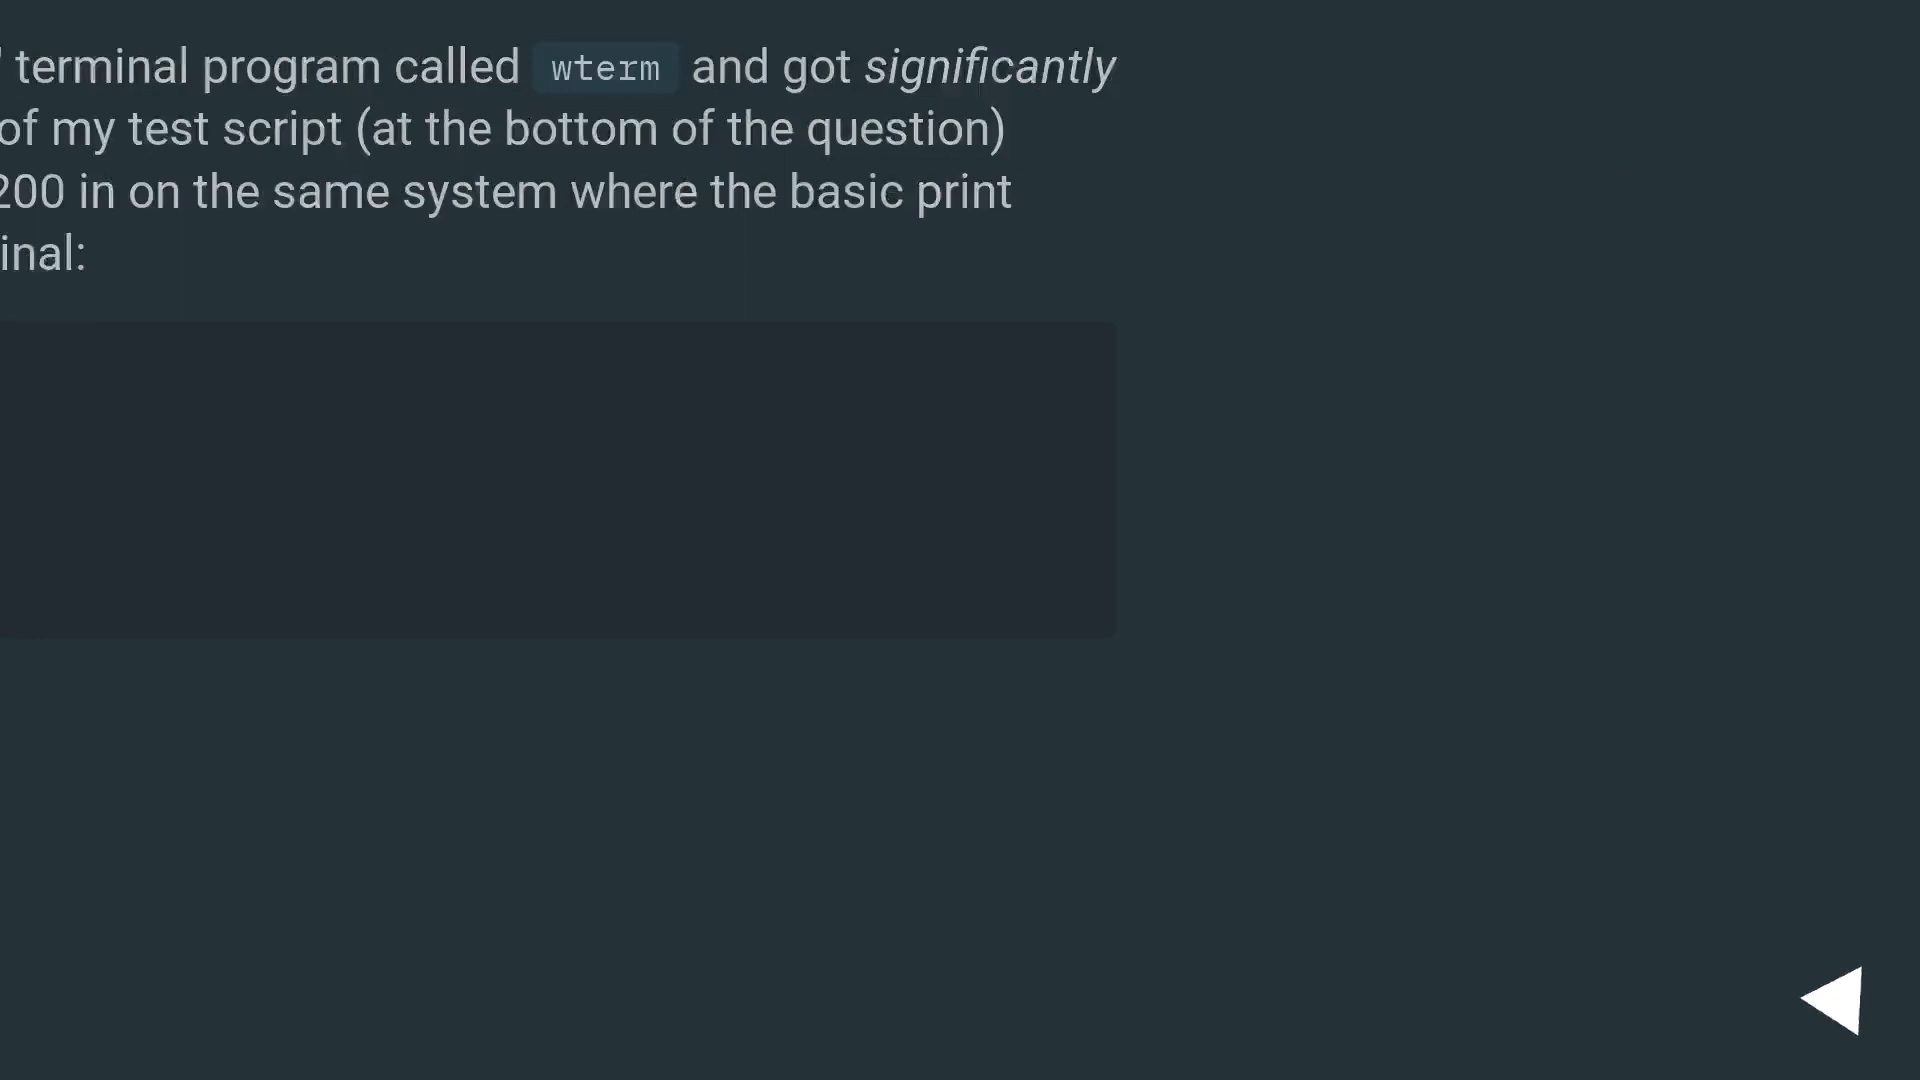 terminal program called wterm and got significantly
of my test script (at the bottom of the question)
200 in on the same system where the basic print
inal: